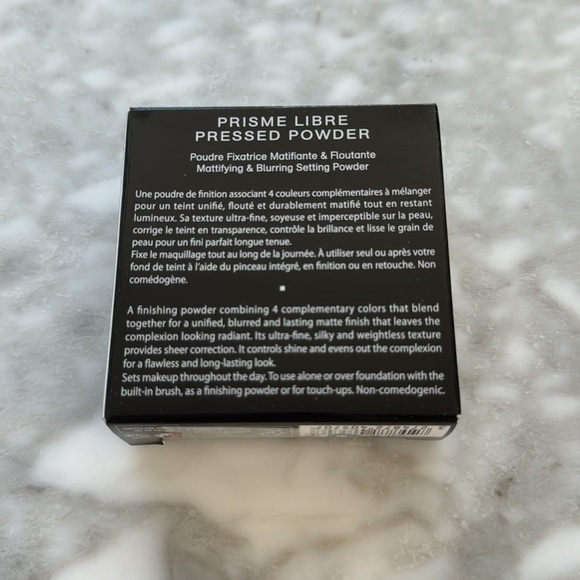 PRISME LIBRE
PRESSED POWDER
Poudre Fixatrice Matifiante & Floutante
Mattifying & Blurring Setting Powder
Une poudre de finition associant 4 couleurs complémentaires à mélanger
pour un teint unifié, flouté et durablement matifié tout en restant
lumineux. Sa texture ultra-fine, soyeuse et imperceptible sur la peau,
corrige le teint en transparence, contrôle la brillance et lisse le grain de
peau pour un fini parfait longue tenue.
Fixe le maquillage tout au long de la journée. À utiliser seul ou après votre
fond de teint à l'aide du pinceau intégré, en finition ou en retouche. Non
comédogène.
A finishing powder combining 4 complementary colors that blend
together for a unified, blurred and lasting matte finish that leaves the
complexion looking radiant. Its ultra-fine, silky and weightless texture
provides sheer correction. It controls shine and evens out the complexion
for a flawless and long-lasting look.
Sets makeup throughout the day. To use alone or over foundation with the
built-in brush, as a finishing powder or for touch-ups. Non-comedogenic.